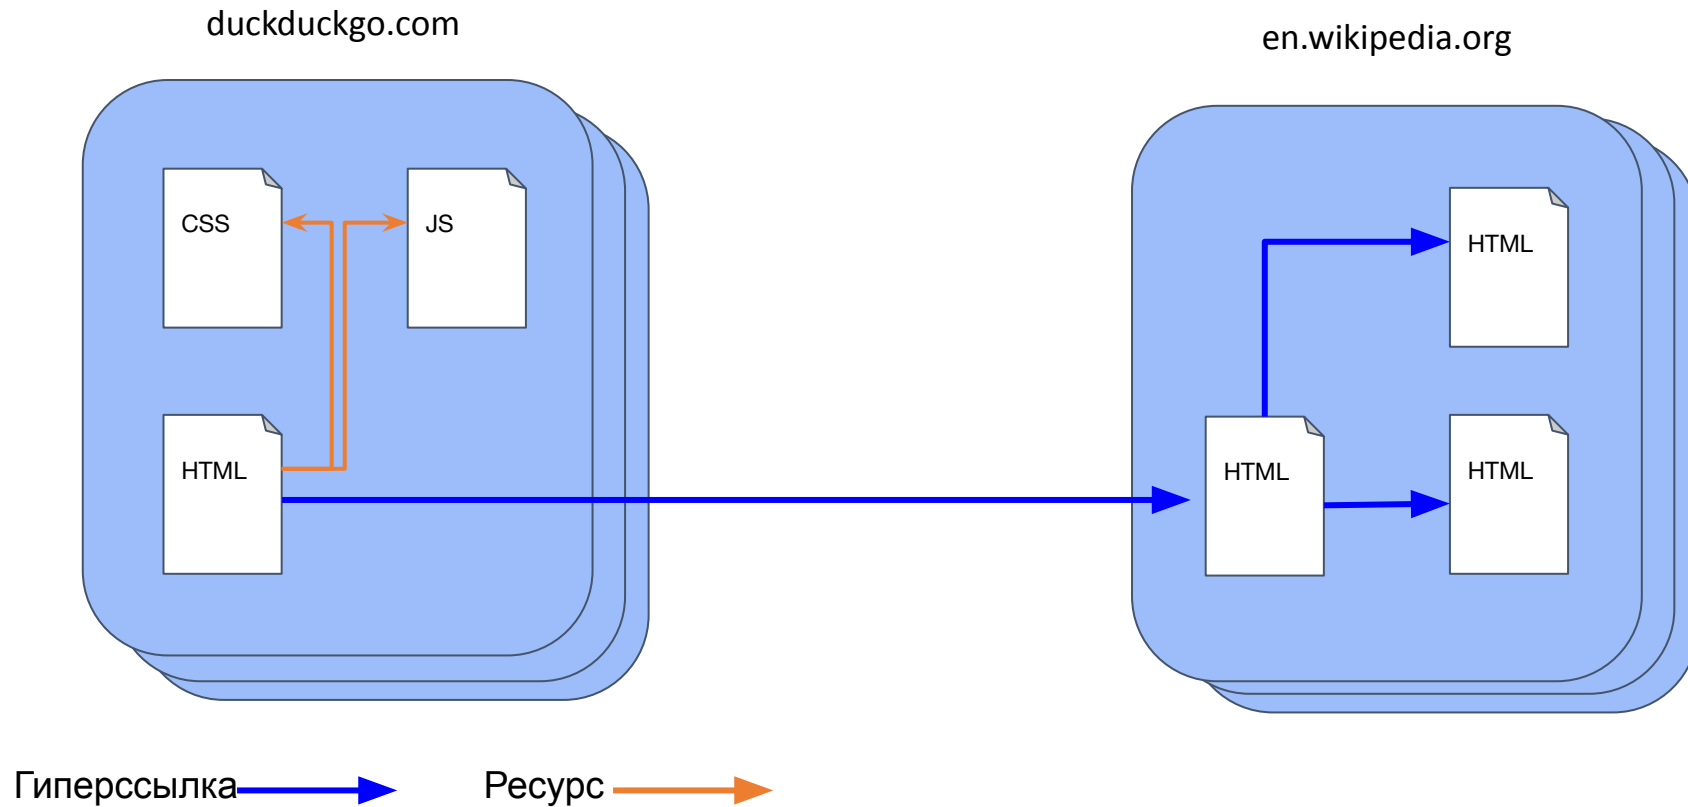 duckduckgo.com
en.wikipedia.org
CSS
JS
HTML
HTML
HTML
HTML
Гиперссылка
Ресурс